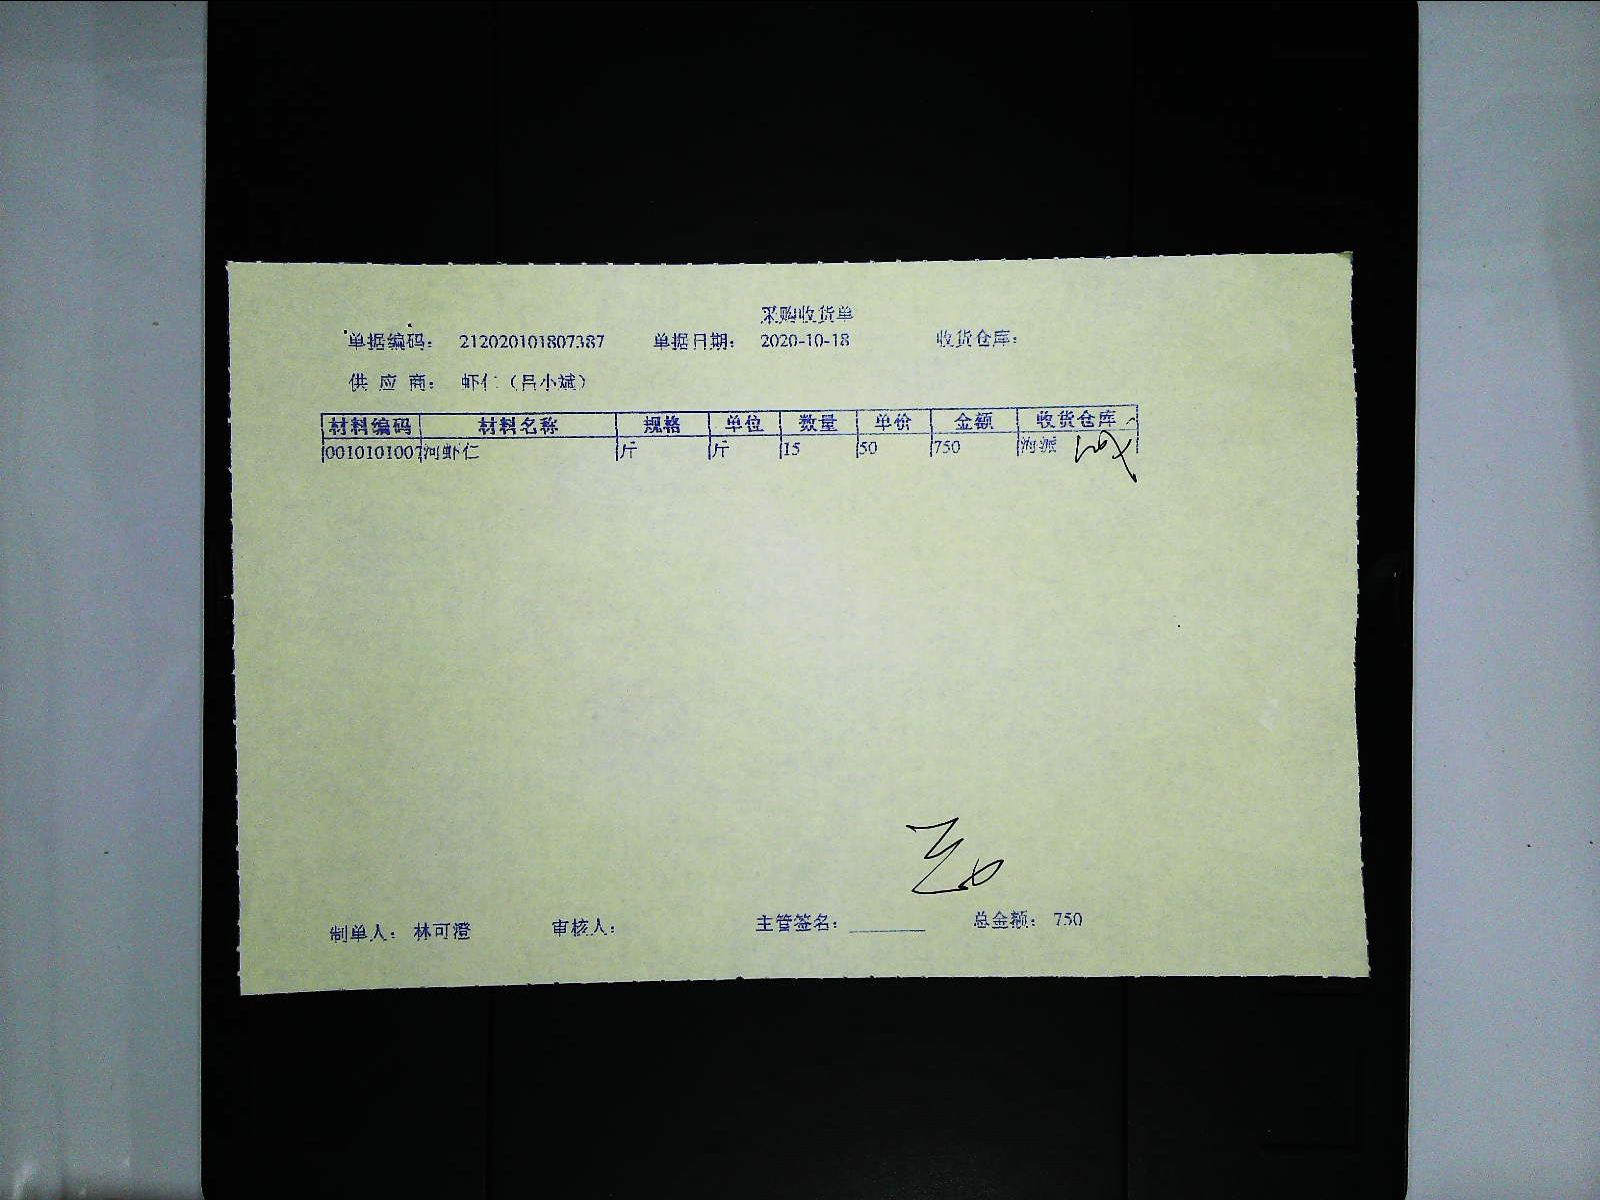 采购收货单
单据编码： 212020101807387 单据日期： 2020-10-18 收货仓库：
供 应 商： 虾仁（吕小斌）
材料编码 材料名称 规格 单位 数量 单价 金额 收货仓库
0010101007 河虾仁 斤 斤 15 50 750 海派
制单人： 林可澄 审核人： 主管签名： 总金额： 750